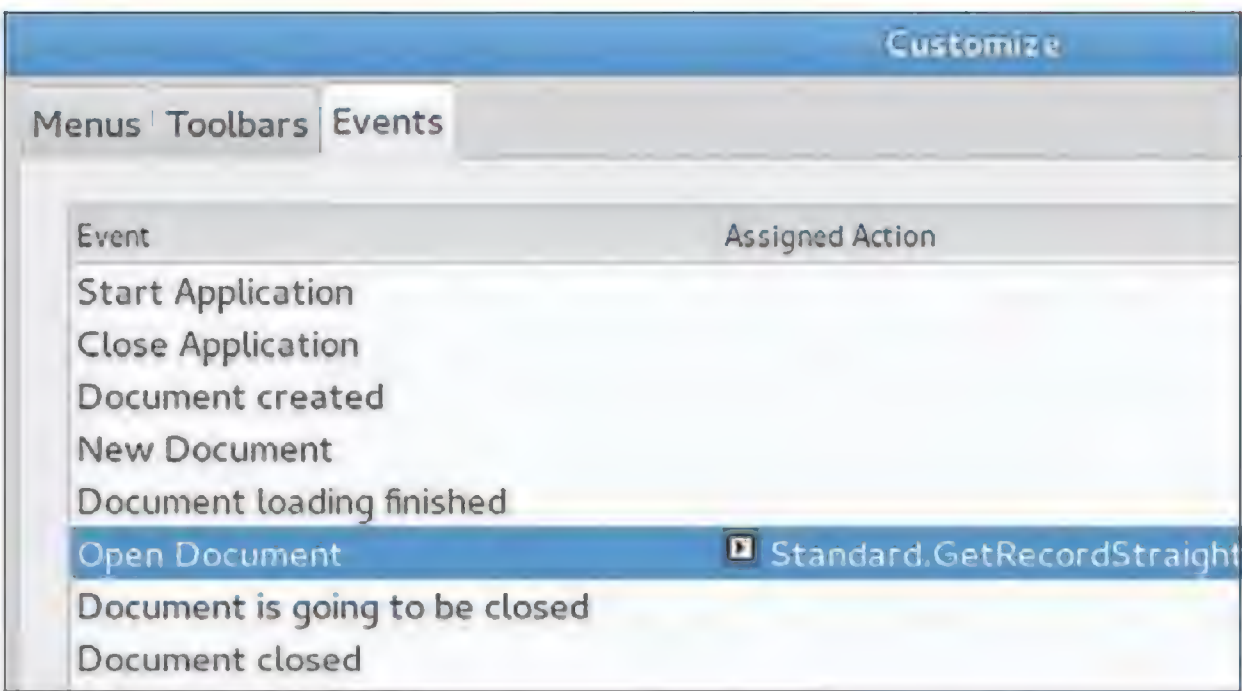 Customize
Menus Toolbars Events
Event Assigned Action
Start Application
Close Application
Document created
New Document
Document loading finished
Open Document Standard.GetRecordStraight
Document is going to be closed
Document closed